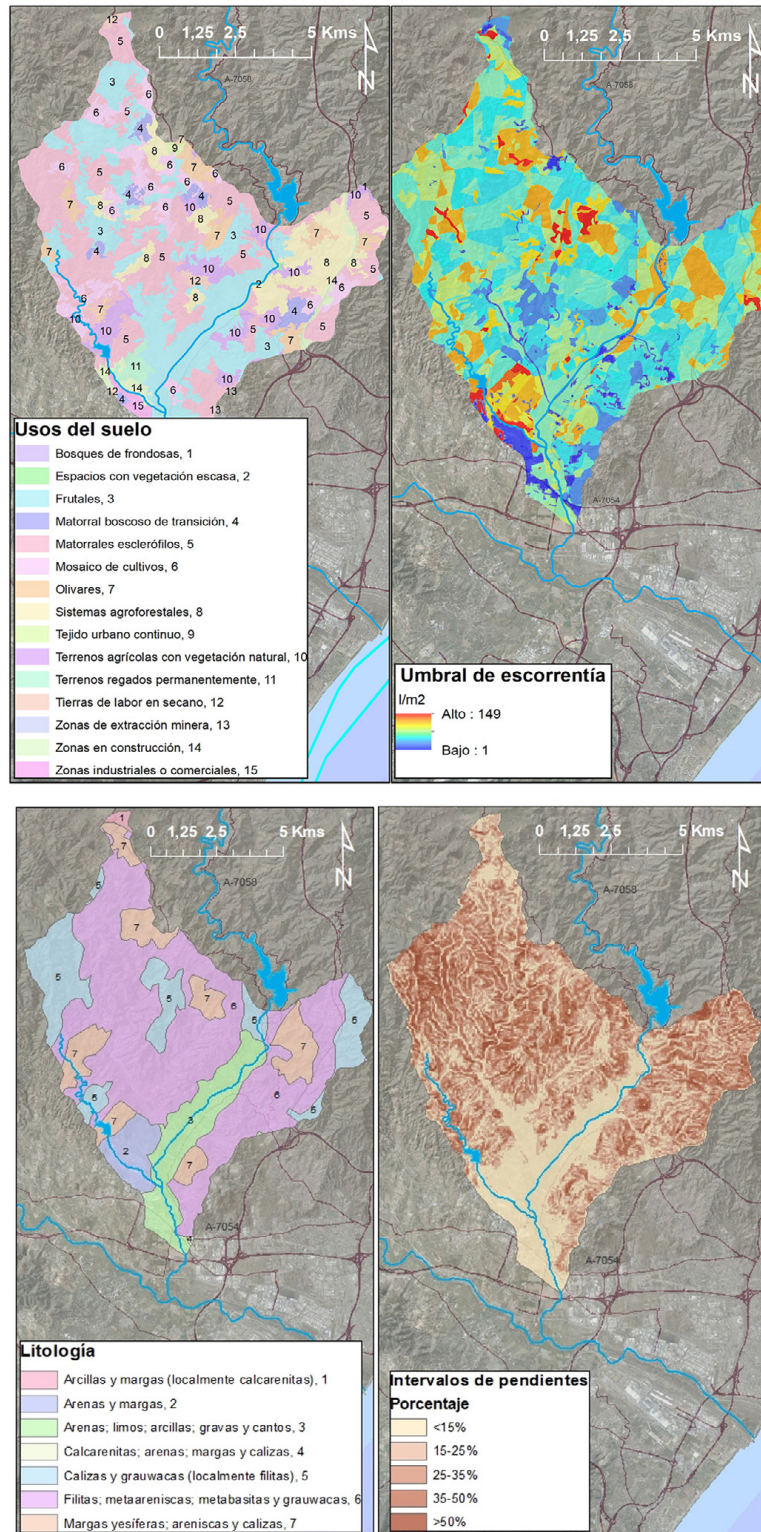 0 1,25 2,5 5 Kms
A-7058
N
Usos del suelo
Bosques de frondosas, 1
Espacios con vegetación escasa, 2
Frutales, 3
Matorral boscoso de transición, 4
Matorrales esclerófilos, 5
Mosaico de cultivos, 6
Olivares, 7
Sistemas agroforestales, 8
Tejido urbano continuo, 9
Terrenos agrícolas con vegetación natural, 10
Terrenos regados permanentemente, 11
Tierras de labor en secano, 12
Zonas de extracción minera, 13
Zonas en construcción, 14
Zonas industriales o comerciales, 15
0 1,25 2,5 5 Kms
A-7058
N
A-7054
Umbral de escorrentía
l/m2
Alto : 149
Bajo : 1
0 1,25 2,5 5 Kms
A-7058
N
A-7054
Litología
Arcillas y margas (localmente calcarenitas), 1
Arenas y margas, 2
Arenas; limos; arcillas; gravas y cantos, 3
Calcarenitas; arenas; margas y calizas, 4
Calizas y grauwacas (localmente filitas), 5
Filitas; metaareniscas; metabasitas y grauwacas, 6
Margas yesíferas; areniscas y calizas, 7
0 1,25 2,5 5 Kms
A-7058
N
A-7054
Intervalos de pendientes
Porcentaje
<15%
15-25%
25-35%
35-50%
>50%